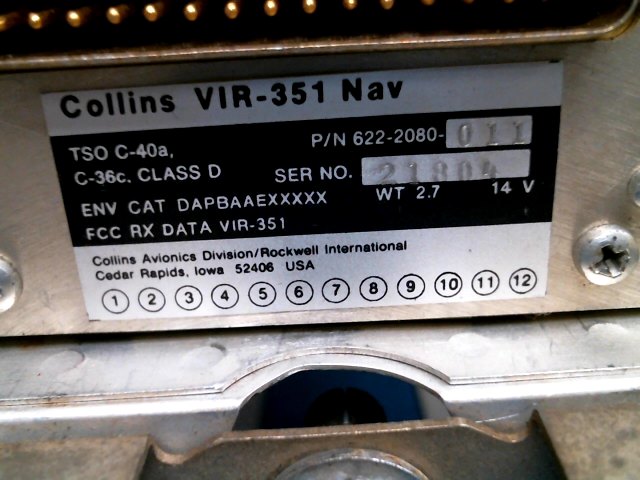 Collins VIR-351 Nav
TSO C-40a, P/N 622-2080-011
C-36c, CLASS D SER NO. 21804
ENV CAT DAPBAAEXXXXX WT 2.7 14 V
FCC RX DATA VIR-351
Collins Avionics Division/Rockwell International
Cedar Rapids, Iowa 52406 USA
1 2 3 4 5 6 7 8 9 10 11 12